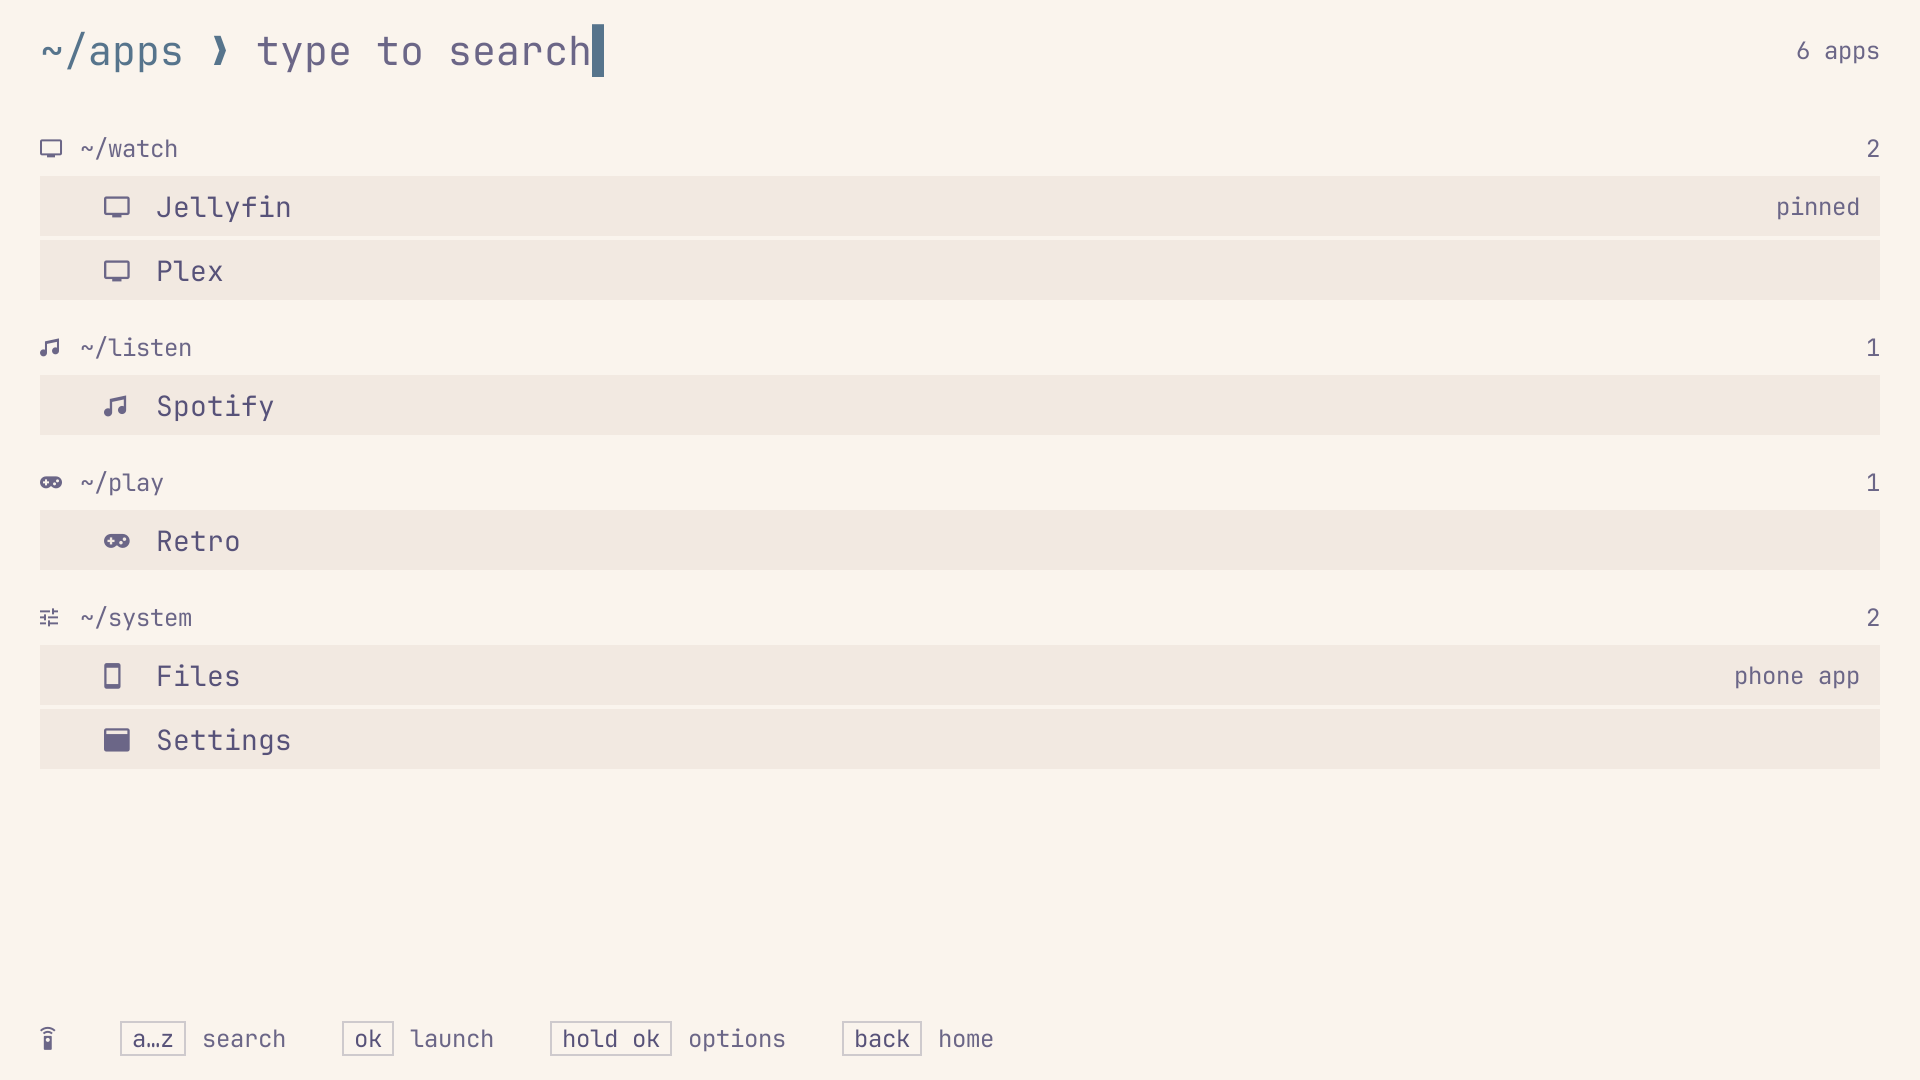 ~/apps ❯ type to search
6 apps
~/watch
2
Jellyfin
pinned
Plex
~/listen
1
Spotify
~/play
1
Retro
~/system
2
Files
phone app
Settings
a…z search ok launch hold ok options back home